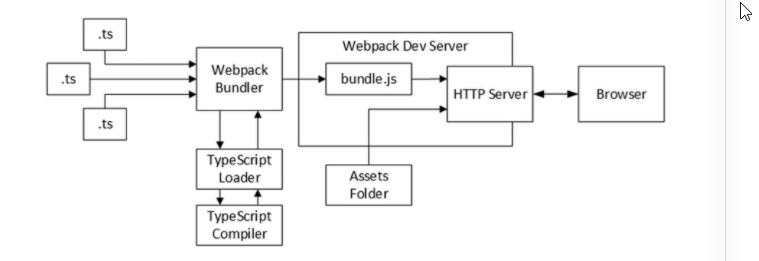 .ts
.ts
.ts
Webpack
Bundler
TypeScript
Loader
TypeScript
Compiler
Webpack Dev Server
bundle.js
HTTP Server
Assets
Folder
Browser